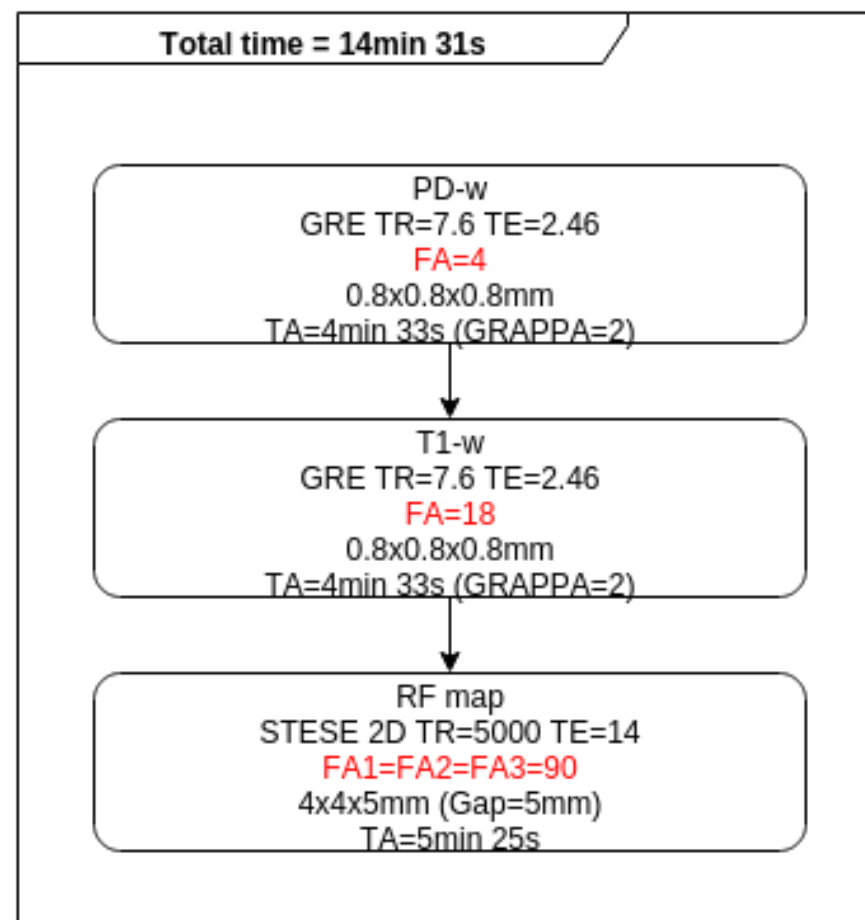 Total time = 14min 31s
PD-w
GRE TR=7.6 TE=2.46
FA=4
0.8x0.8x0.8mm
TA=4min 33s (GRAPPA=2)
T1-w
GRE TR=7.6 TE=2.46
FA=18
0.8x0.8x0.8mm
TA=4min 33s (GRAPPA=2)
RF map
STESE 2D TR=5000 TE=14
FA1=FA2=FA3=90
4x4x5mm (Gap=5mm)
TA=5min 25s